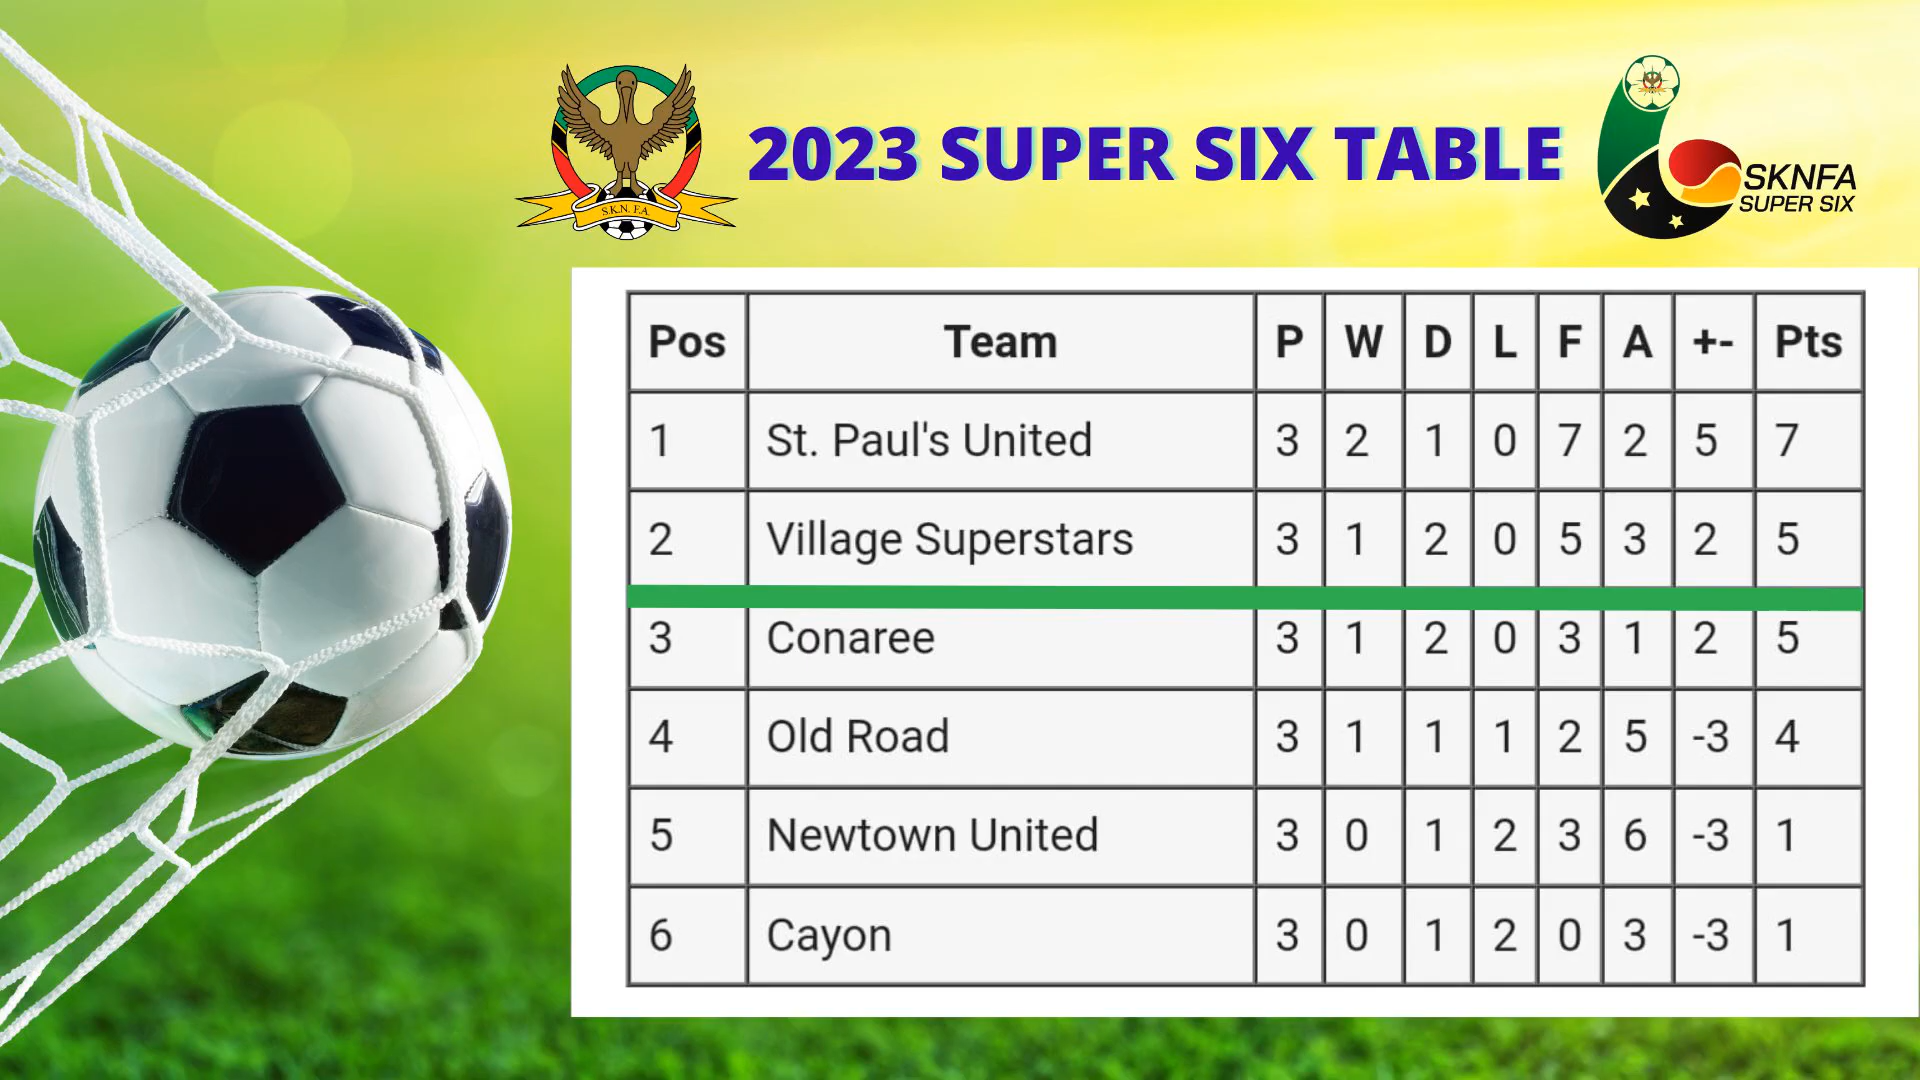 2023 SUPER SIX TABLE
S.K.N. F.A.
SKNFA
SUPER SIX
Pos Team P W D L F A +- Pts
1 St. Paul's United 3 2 1 0 7 2 5 7
2 Village Superstars 3 1 2 0 5 3 2 5
3 Conaree 3 1 2 0 3 1 2 5
4 Old Road 3 1 1 1 2 5 -3 4
5 Newtown United 3 0 1 2 3 6 -3 1
6 Cayon 3 0 1 2 0 3 -3 1